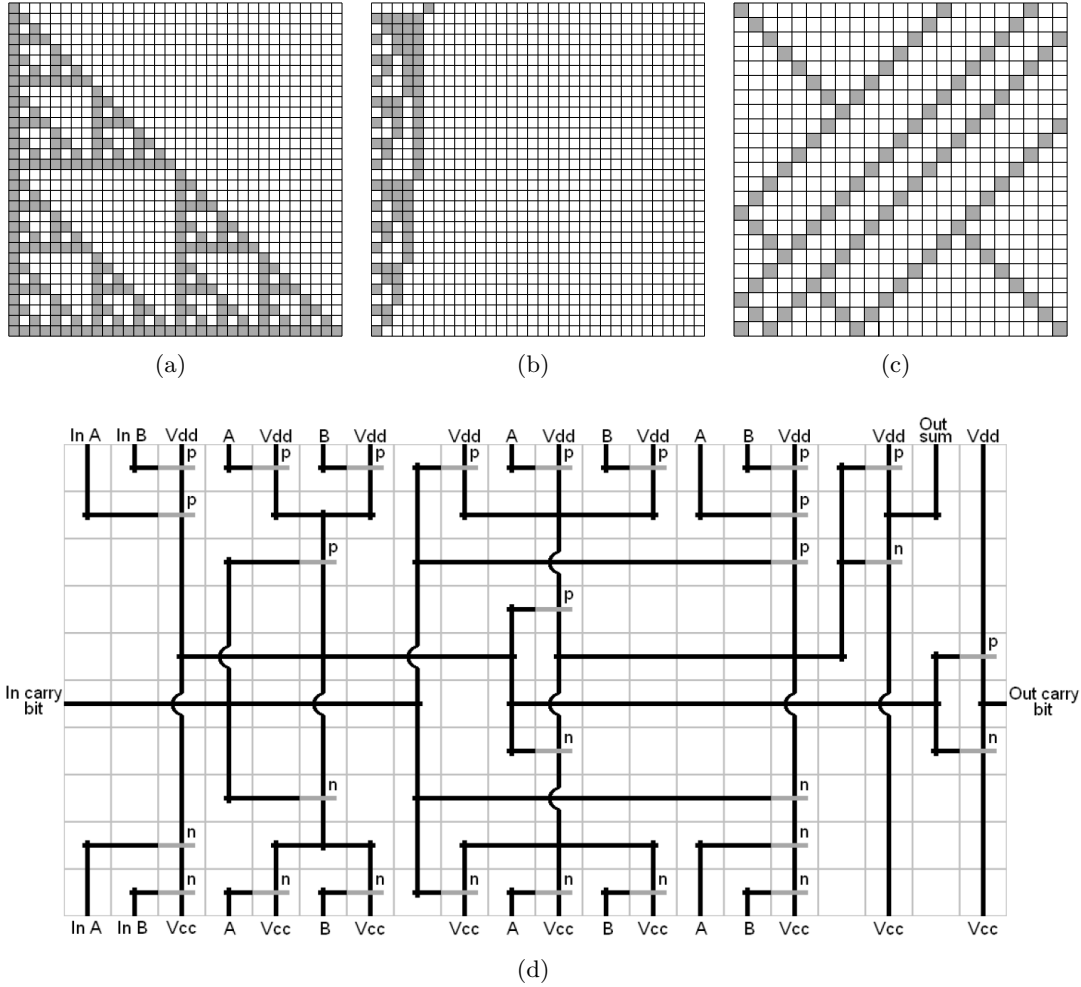 (a) (b) (c)
In A In B Vdd A Vdd B Vdd Vdd A Vdd B Vdd A B Vdd Vdd Out sum Vdd
p p p p p p p p
p p
p p n
p
p
In carry bit Out carry bit
n n
n n
n n
n n n n n n n
In A In B Vcc A Vcc B Vcc Vcc A Vcc B Vcc A B Vcc Vcc Vcc
(d)